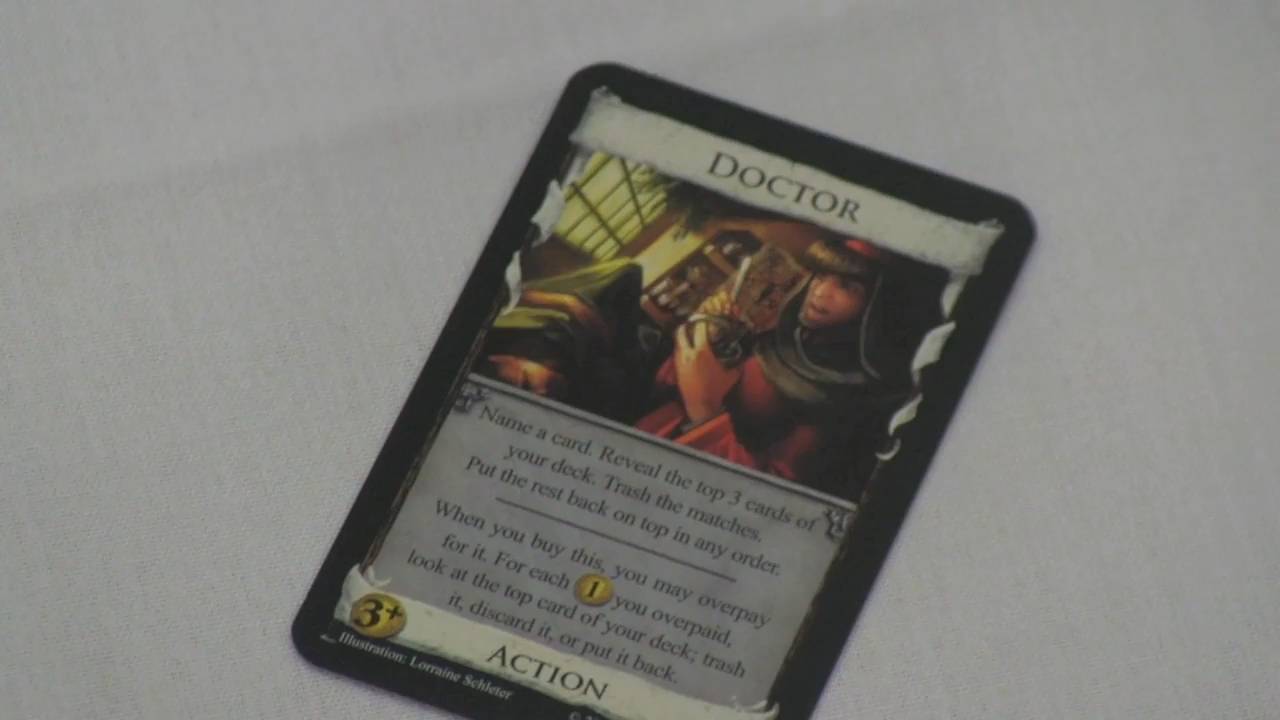 DOCTOR
Name a card. Reveal the top 3 cards of
your deck. Trash the matches.
Put the rest back on top in any order.
When you buy this, you may overpay
for it. For each 1 you overpaid,
look at the top card of your deck; trash
it, discard it, or put it back.
3+
ACTION
Illustration: Lorraine Schleter